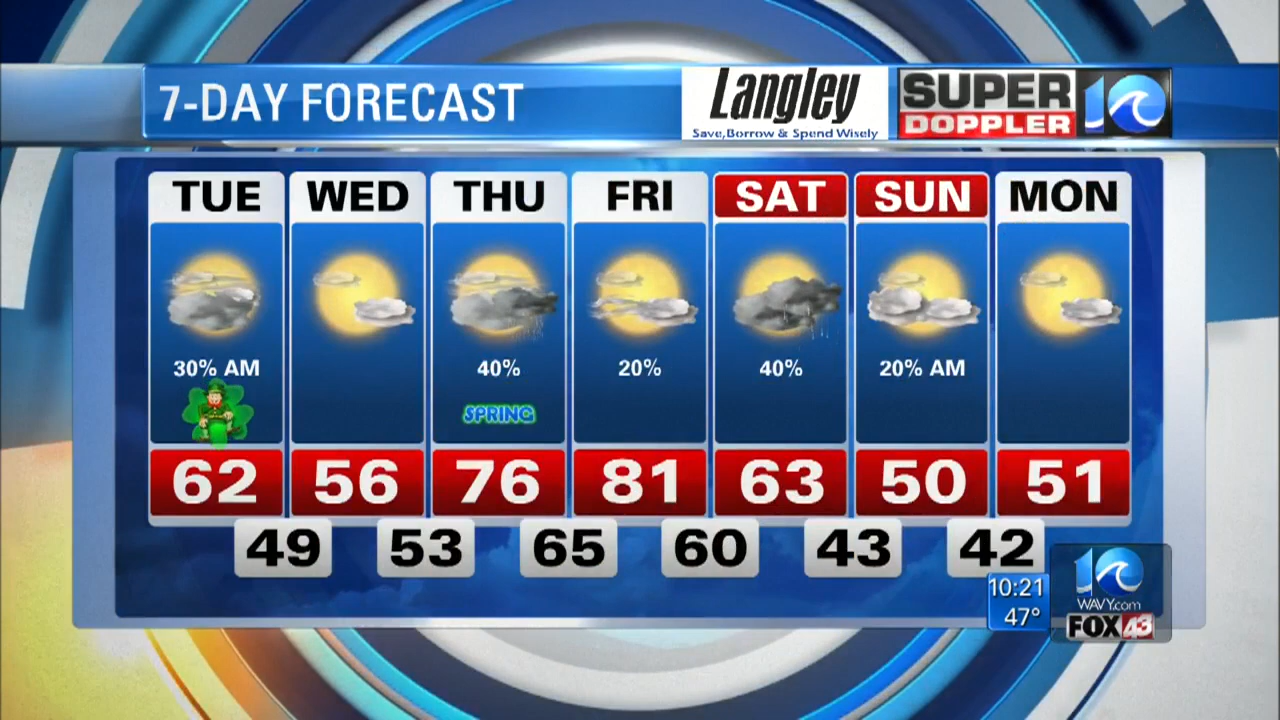 7-DAY FORECAST
Langley
Save, Borrow & Spend Wisely
SUPER
DOPPLER
10
TUE WED THU FRI SAT SUN MON
30% AM 40% 20% 40% 20% AM
SPRING
62 56 76 81 63 50 51
49 53 65 60 43 42
10:21
47°
10
WAVY.com
FOX 43